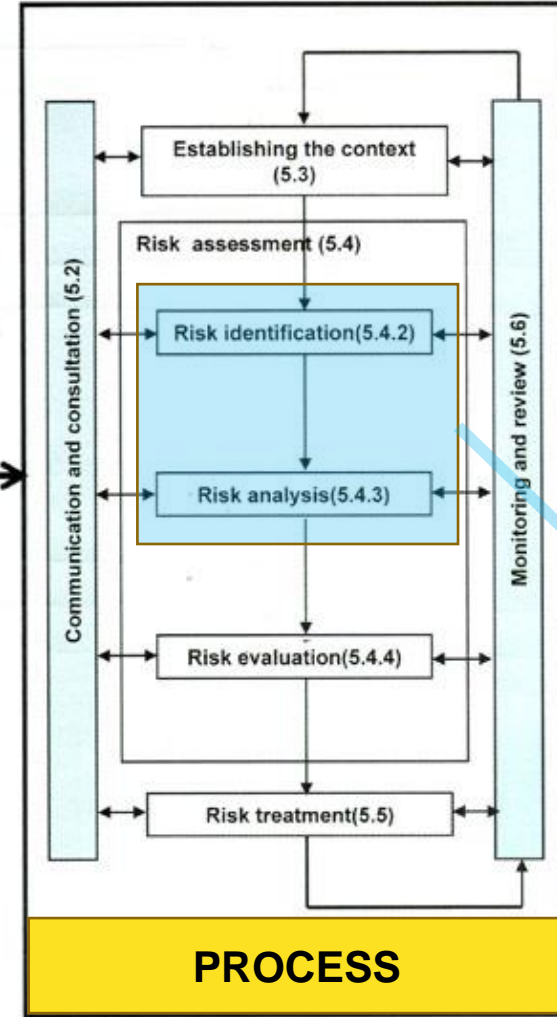 Establishing the context
(5.3)
Risk assessment (5.4)
Communication and consultation (5.2)
Risk identification(5.4.2)
Monitoring and review (5.6)
Risk analysis(5.4.3)
Risk evaluation(5.4.4)
Risk treatment(5.5)
PROCESS